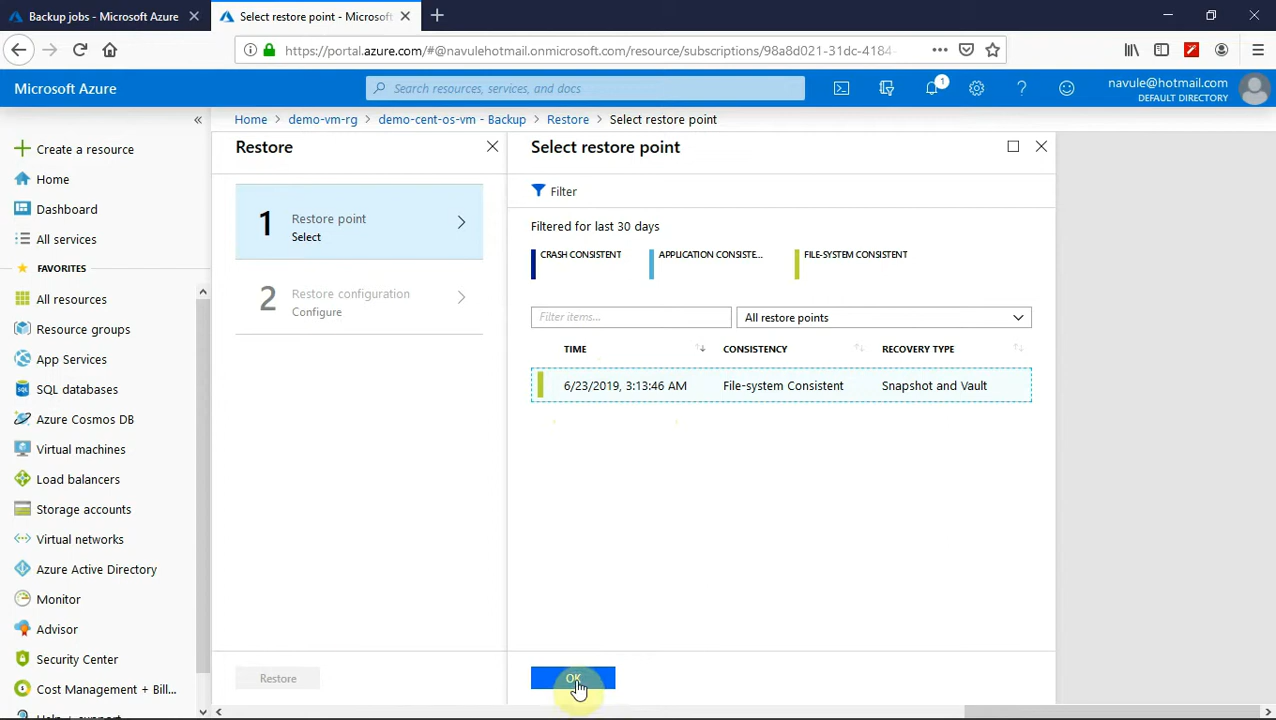 Backup jobs - Microsoft Azure
Select restore point - Microsoft
https://portal.azure.com/#@navulehotmail.onmicrosoft.com/resource/subscriptions/98a8d021-31dc-4184-
Microsoft Azure
Search resources, services, and docs
1
navule@hotmail.com
DEFAULT DIRECTORY
Create a resource
Home
Dashboard
All services
FAVORITES
All resources
Resource groups
App Services
SQL databases
Azure Cosmos DB
Virtual machines
Load balancers
Storage accounts
Virtual networks
Azure Active Directory
Monitor
Advisor
Security Center
Cost Management + Bill...
Help + support
Home > demo-vm-rg > demo-cent-os-vm - Backup > Restore > Select restore point
Restore
1
Restore point
Select
2
Restore configuration
Configure
Restore
Select restore point
Filter
Filtered for last 30 days
CRASH CONSISTENT
APPLICATION CONSISTE...
FILE-SYSTEM CONSISTENT
Filter items...
All restore points
TIME CONSISTENCY RECOVERY TYPE
6/23/2019, 3:13:46 AM File-system Consistent Snapshot and Vault
OK